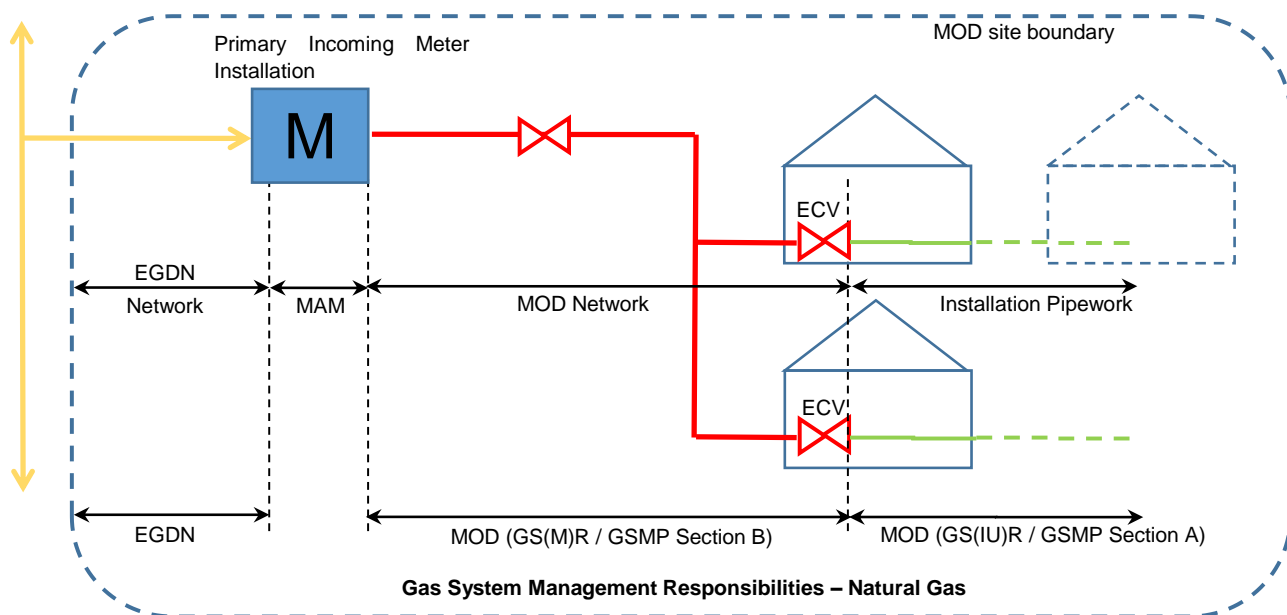 Primary Incoming Meter
Installation
MOD site boundary
M
ECV
EGDN
Network
MAM
MOD Network
Installation Pipework
ECV
EGDN
MOD (GS(M)R / GSMP Section B)
MOD (GS(IU)R / GSMP Section A)
Gas System Management Responsibilities – Natural Gas